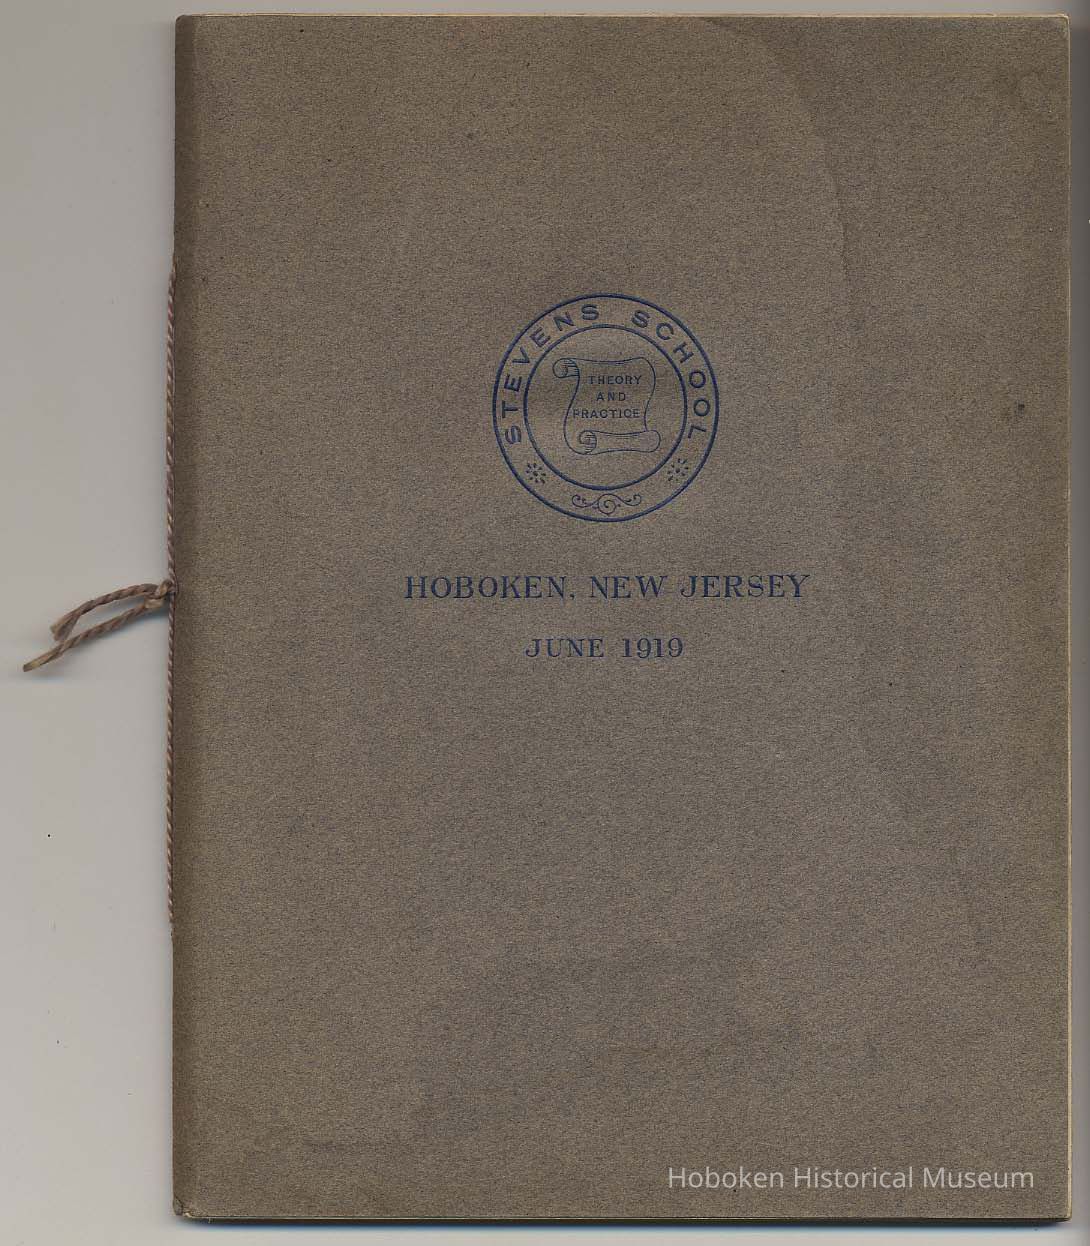 STEVENS SCHOOL
THEORY
AND
PRACTICE
HOBOKEN, NEW JERSEY
JUNE 1919
Hoboken Historical Museum